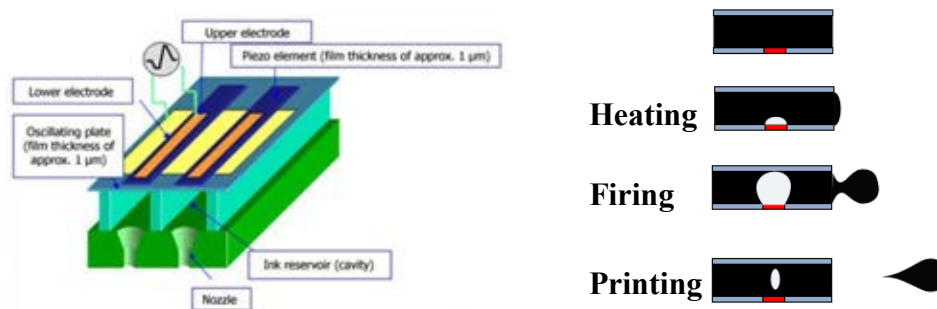 Upper electrode
Piezo element (film thickness of approx. 1 μm)
Lower electrode
Oscillating plate
(film thickness of
approx. 1 μm)
Ink reservoir (cavity)
Nozzle
Heating
Firing
Printing